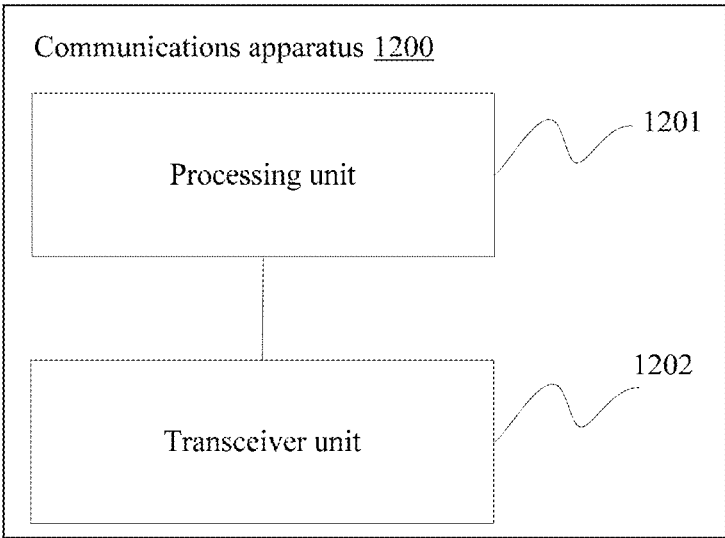 Communications apparatus 1200
1201
Processing unit
1202
Transceiver unit